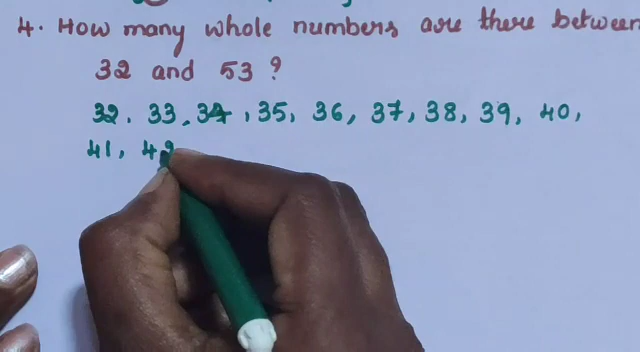 4. How many whole numbers are there between
32 and 53 ?
32, 33, 34, 35, 36, 37, 38, 39, 40,
41, 42